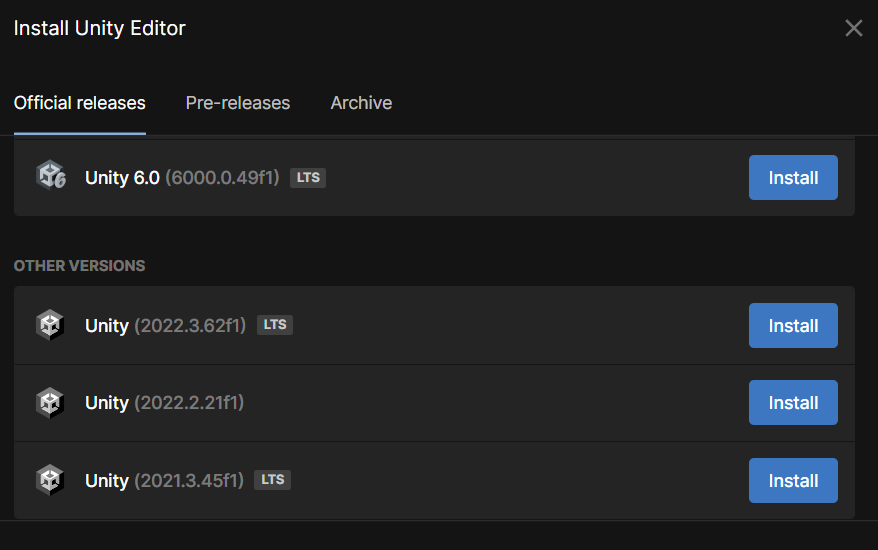 Install Unity Editor
Official releases Pre-releases Archive
Unity 6.0 (6000.0.49f1) LTS Install
OTHER VERSIONS
Unity (2022.3.62f1) LTS Install
Unity (2022.2.21f1) Install
Unity (2021.3.45f1) LTS Install